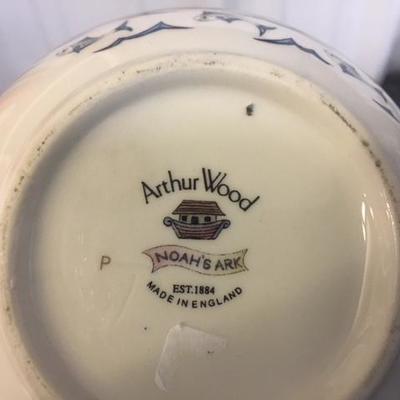 Arthur Wood
NOAH'S ARK
P
EST.1884
MADE IN ENGLAND